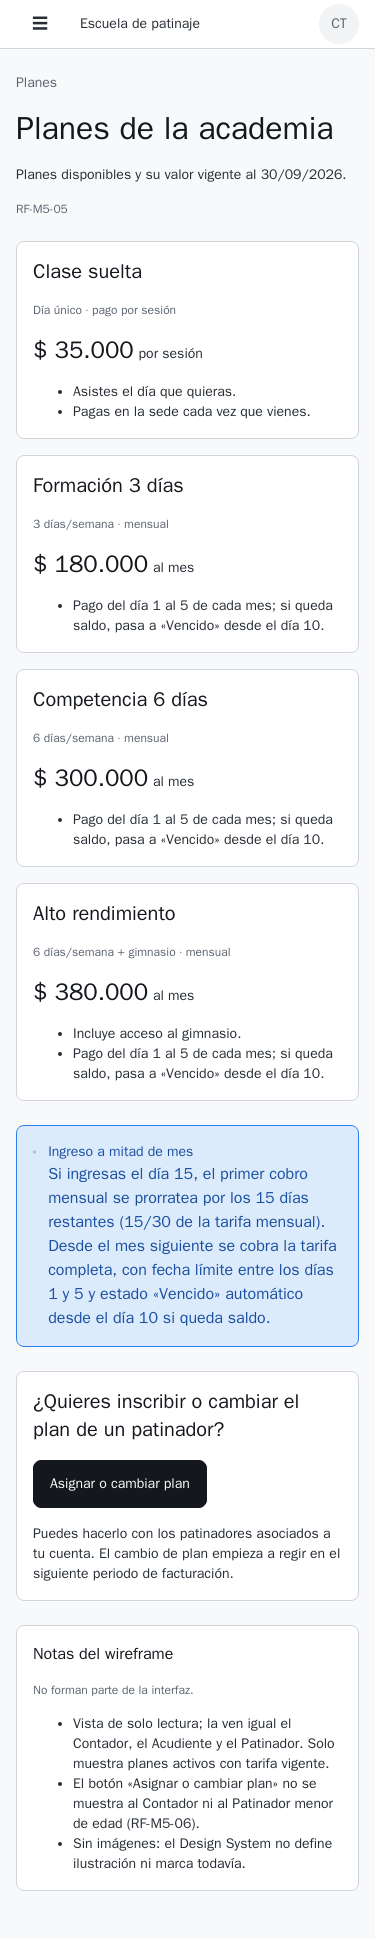 Escuela de patinaje
CT
Planes
Planes de la academia
Planes disponibles y su valor vigente al 30/09/2026.
RF-M5-05
Clase suelta
Día único · pago por sesión
$ 35.000 por sesión
• Asistes el día que quieras.
• Pagas en la sede cada vez que vienes.
Formación 3 días
3 días/semana · mensual
$ 180.000 al mes
• Pago del día 1 al 5 de cada mes; si queda
saldo, pasa a «Vencido» desde el día 10.
Competencia 6 días
6 días/semana · mensual
$ 300.000 al mes
• Pago del día 1 al 5 de cada mes; si queda
saldo, pasa a «Vencido» desde el día 10.
Alto rendimiento
6 días/semana + gimnasio · mensual
$ 380.000 al mes
• Incluye acceso al gimnasio.
• Pago del día 1 al 5 de cada mes; si queda
saldo, pasa a «Vencido» desde el día 10.
Ingreso a mitad de mes
Si ingresas el día 15, el primer cobro
mensual se prorratea por los 15 días
restantes (15/30 de la tarifa mensual).
Desde el mes siguiente se cobra la tarifa
completa, con fecha límite entre los días
1 y 5 y estado «Vencido» automático
desde el día 10 si queda saldo.
¿Quieres inscribir o cambiar el
plan de un patinador?
Asignar o cambiar plan
Puedes hacerlo con los patinadores asociados a
tu cuenta. El cambio de plan empieza a regir en el
siguiente periodo de facturación.
Notas del wireframe
No forman parte de la interfaz.
• Vista de solo lectura; la ven igual el
Contador, el Acudiente y el Patinador. Solo
muestra planes activos con tarifa vigente.
• El botón «Asignar o cambiar plan» no se
muestra al Contador ni al Patinador menor
de edad (RF-M5-06).
• Sin imágenes: el Design System no define
ilustración ni marca todavía.